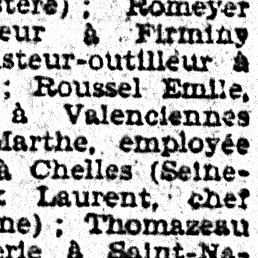 stère) ; Romeyer
eur à Firminy
steur-outilleur à
; Roussel Emile,
à Valenciennes
Marthe, employée
à Chelles (Seine-
: Laurent, chef
ne) ; Thomazeau
erie à Saint-Na-